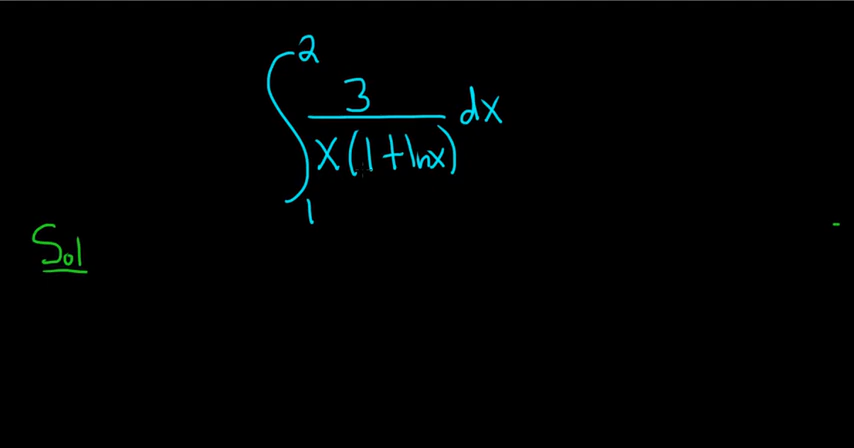 ∫₁² 3/(x(1+lnx)) dx
Sol